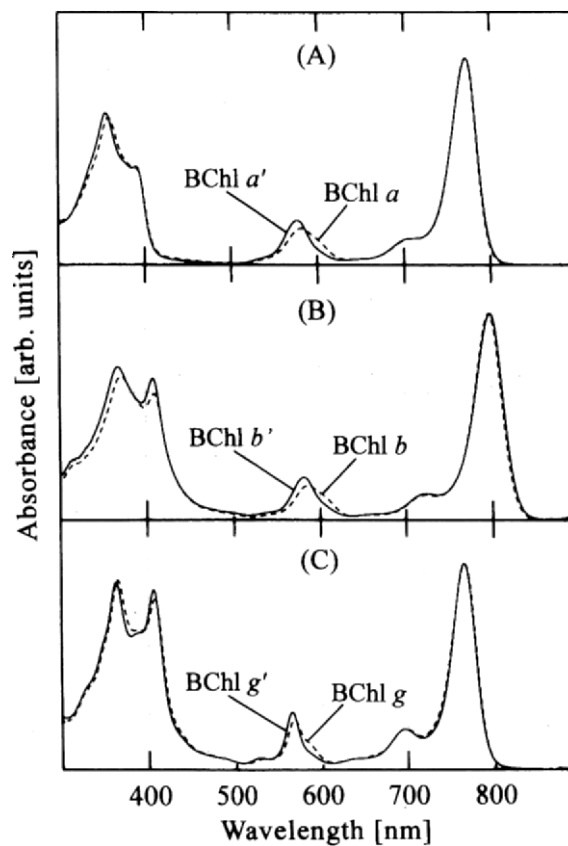 (A)
BChl a'
BChl a
(B)
BChl b’
BChl b
(C)
BChl g'
BChl g
Absorbance [arb. units]
400 500 600 700 800
Wavelength [nm]